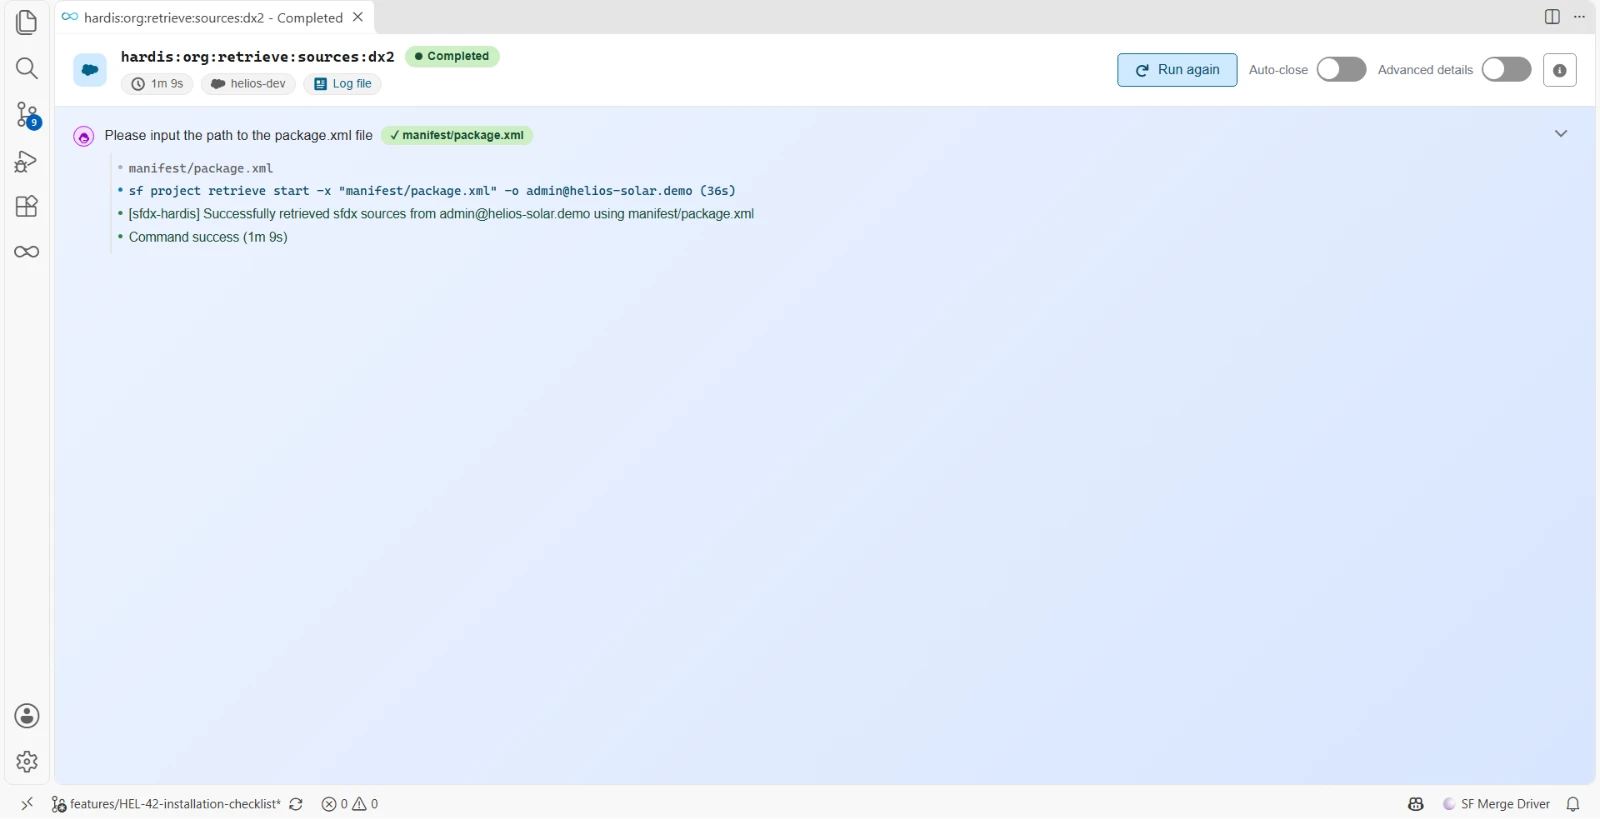 hardis:org:retrieve:sources:dx2 - Completed
hardis:org:retrieve:sources:dx2
Completed
1m 9s
helios-dev
Log file
Run again
Auto-close
Advanced details
9
Please input the path to the package.xml file
✓ manifest/package.xml
• manifest/package.xml
• sf project retrieve start -x "manifest/package.xml" -o admin@helios-solar.demo (36s)
• [sfdx-hardis] Successfully retrieved sfdx sources from admin@helios-solar.demo using manifest/package.xml
• Command success (1m 9s)
features/HEL-42-installation-checklist*
0
0
SF Merge Driver